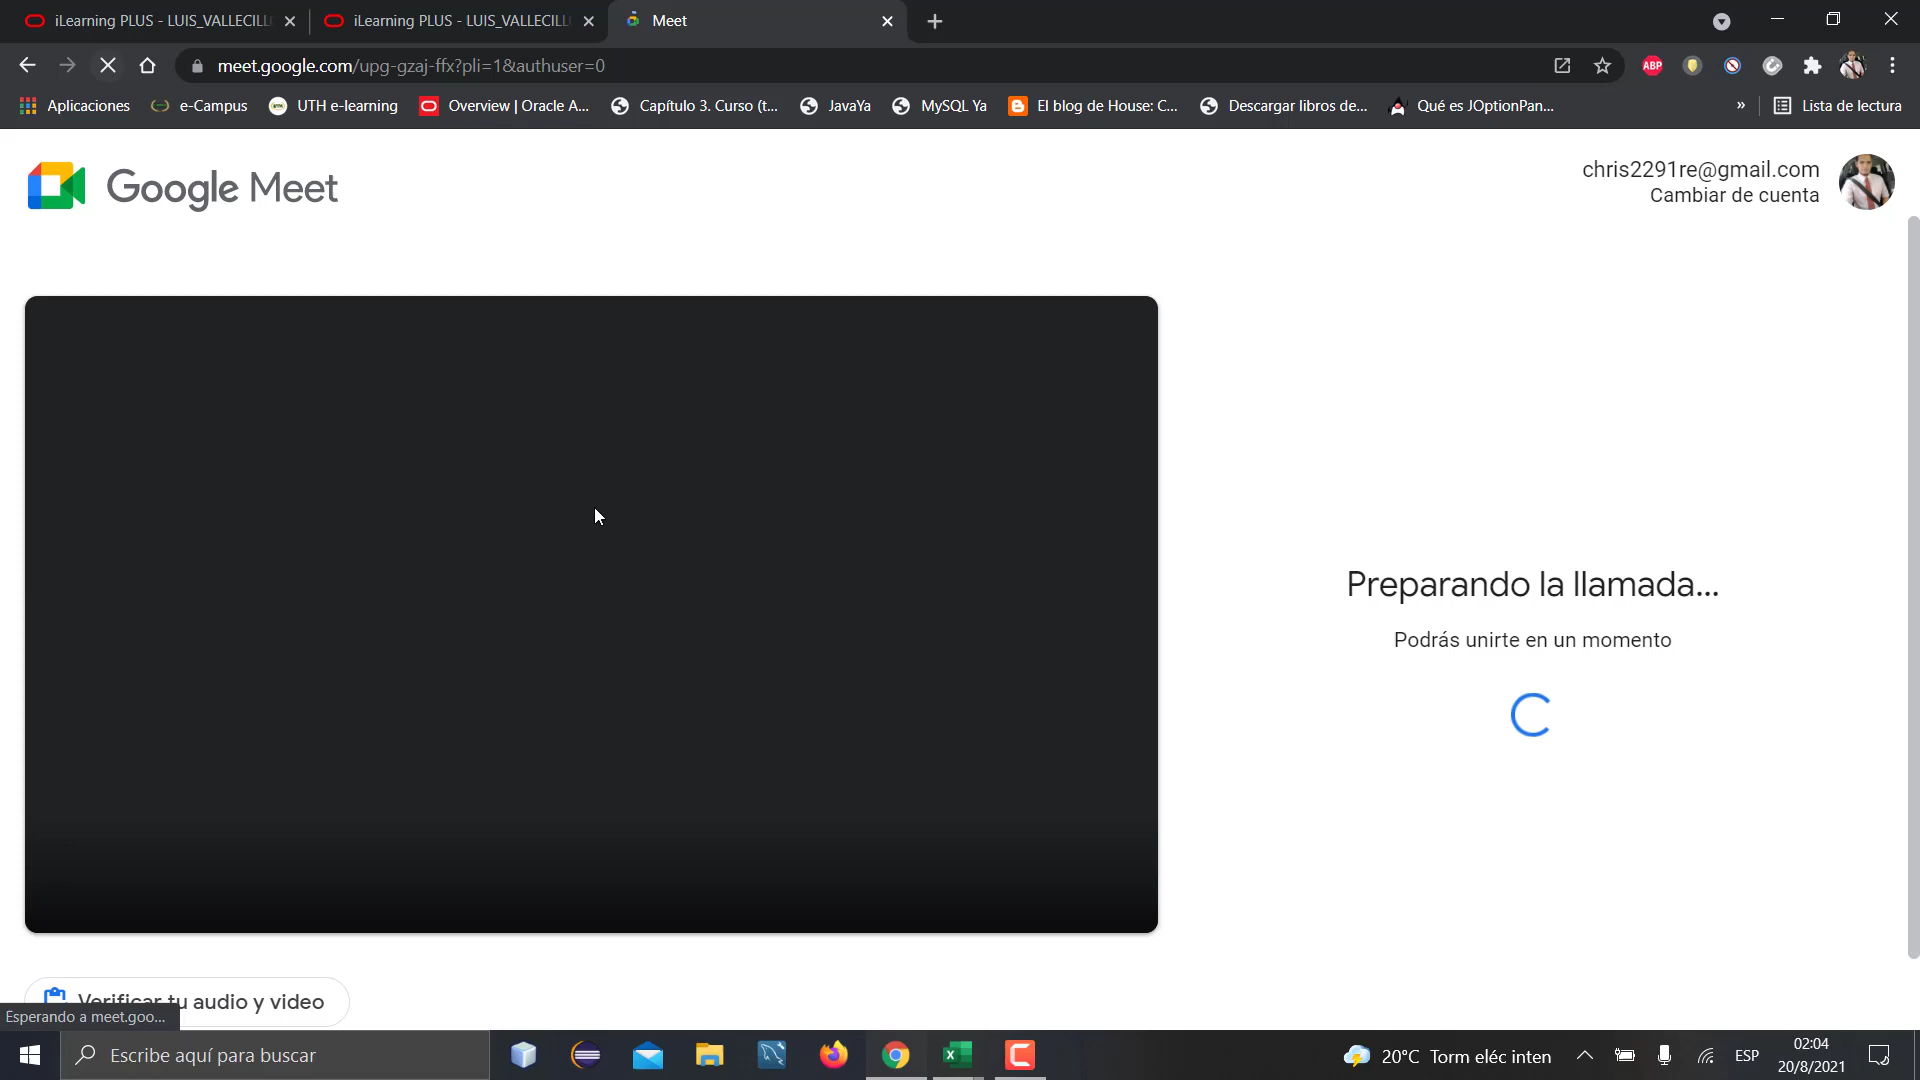 iLearning PLUS - LUIS_VALLECILL
iLearning PLUS - LUIS_VALLECILL
Meet
meet.google.com/upg-gzaj-ffx?pli=1&authuser=0
ABP
Aplicaciones
e-Campus
UTH e-learning
Overview | Oracle A...
Capítulo 3. Curso (t...
JavaYa
MySQL Ya
El blog de House: C...
Descargar libros de...
Qué es JOptionPan...
»
Lista de lectura
Google Meet
chris2291re@gmail.com
Cambiar de cuenta
Preparando la llamada...
Podrás unirte en un momento
Verificar tu audio y video
Esperando a meet.goo...
Escribe aquí para buscar
20°C Torm eléc inten
ESP
02:04
20/8/2021